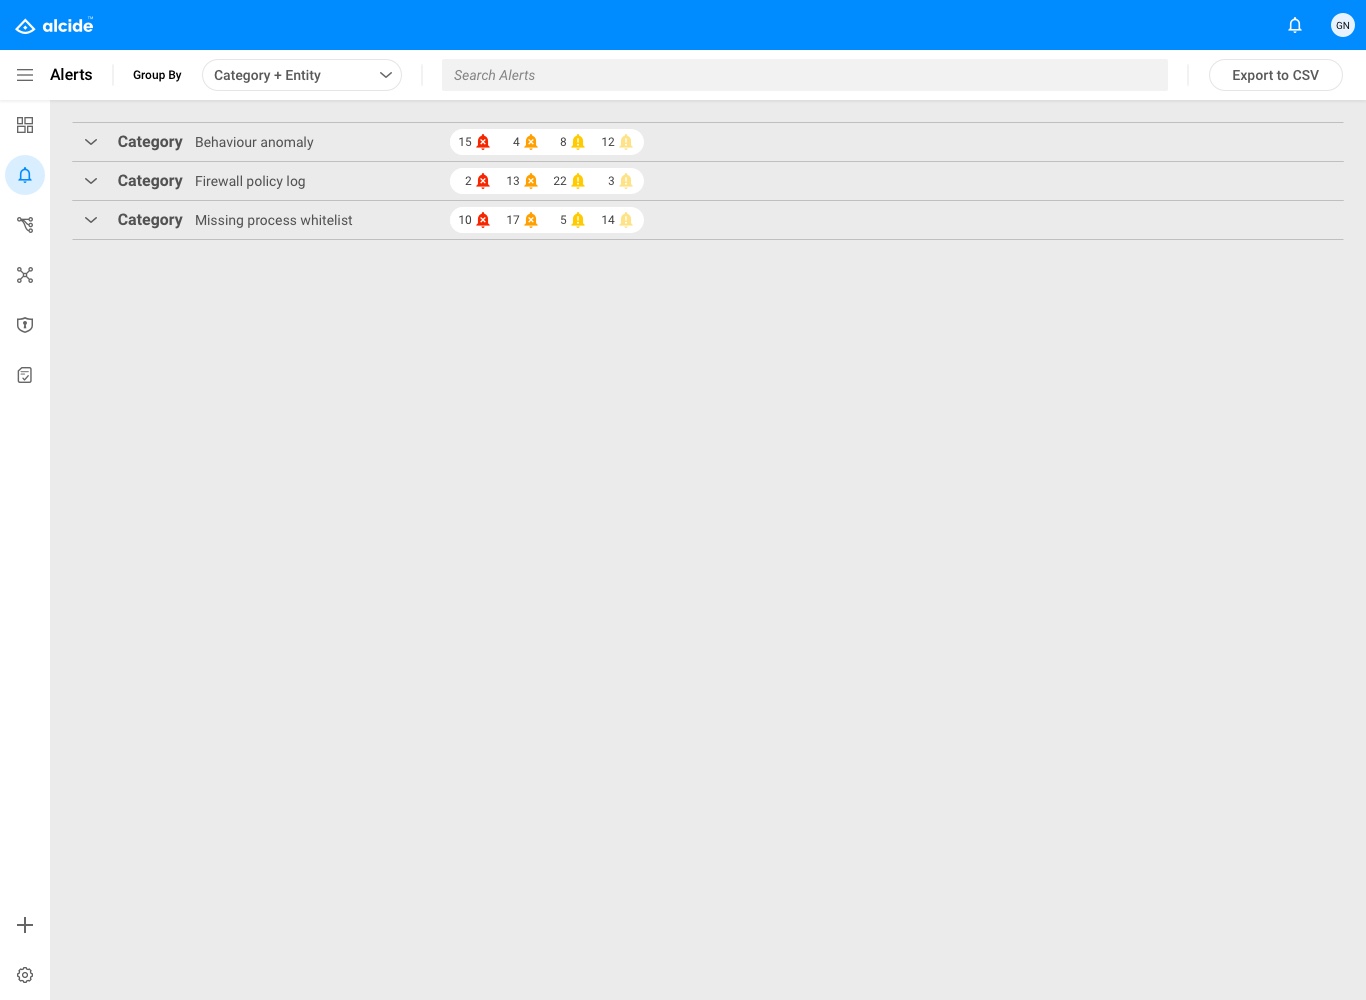 alcide™
GN
Alerts
Group By
Category + Entity
Search Alerts
Export to CSV
Category Behaviour anomaly 15 4 8 12
Category Firewall policy log 2 13 22 3
Category Missing process whitelist 10 17 5 14